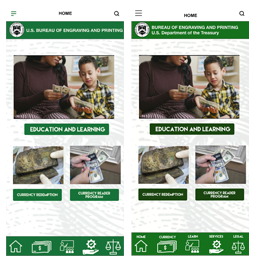 HOME
U.S. BUREAU OF ENGRAVING AND PRINTING
EDUCATION AND LEARNING
CURRENCY REDEMPTION
CURRENCY READER
PROGRAM
HOME
BUREAU OF ENGRAVING AND PRINTING
U.S. Department of the Treasury
EDUCATION AND LEARNING
CURRENCY REDEMPTION
CURRENCY READER
PROGRAM
HOME
CURRENCY
LEARN
SERVICES
LEGAL